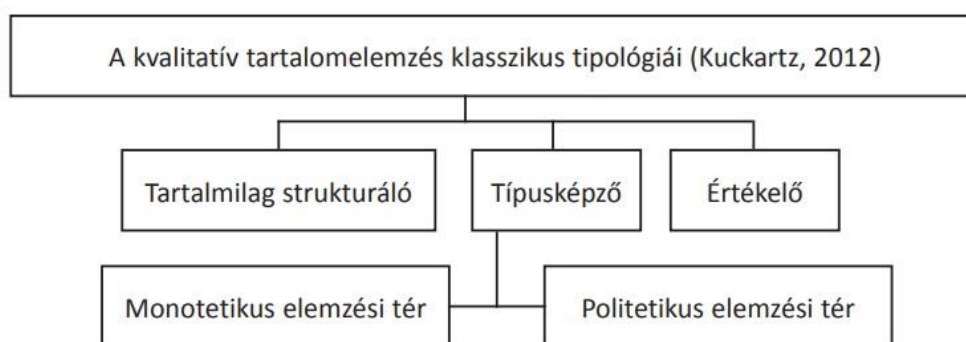 A kvalitatív tartalomelemzés klasszikus tipológiái (Kuckartz, 2012)
Tartalmilag strukturáló
Típusképző
Értékelő
Monotetikus elemzési tér
Politetikus elemzési tér